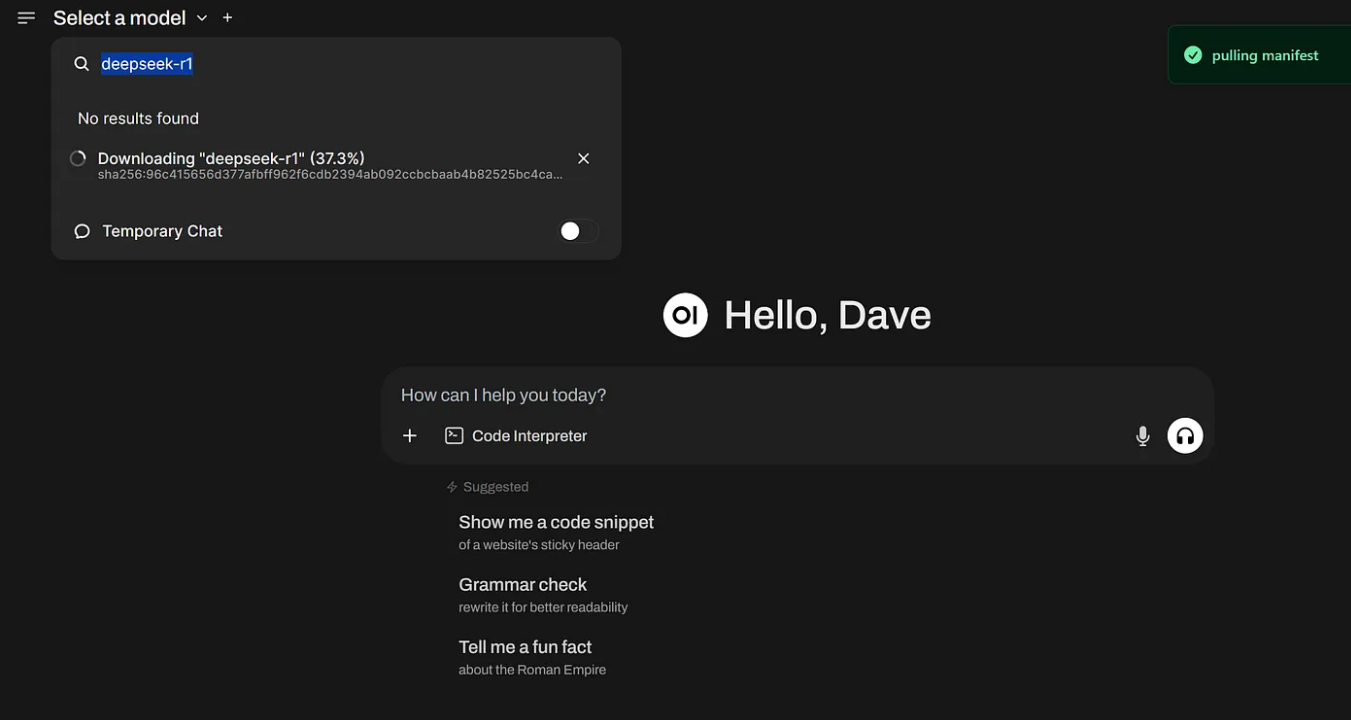 Select a model
deepseek-r1
pulling manifest
No results found
Downloading "deepseek-r1" (37.3%)
sha256:96c415656d377afbff962f6cdb2394ab092ccbcbaab4b82525bc4ca...
Temporary Chat
OI Hello, Dave
How can I help you today?
Code Interpreter
Suggested
Show me a code snippet
of a website's sticky header
Grammar check
rewrite it for better readability
Tell me a fun fact
about the Roman Empire